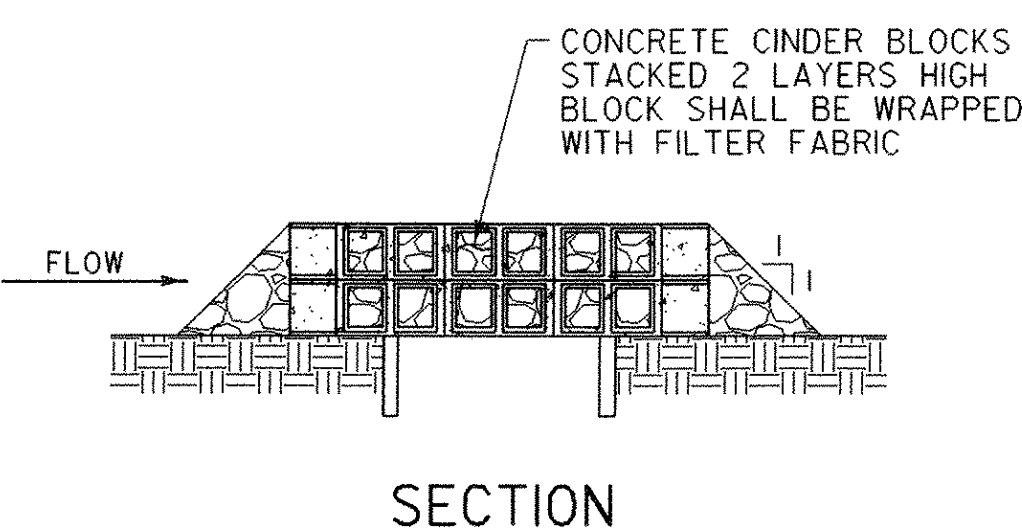 CONCRETE CINDER BLOCKS
STACKED 2 LAYERS HIGH
BLOCK SHALL BE WRAPPED
WITH FILTER FABRIC
FLOW
1
1
SECTION